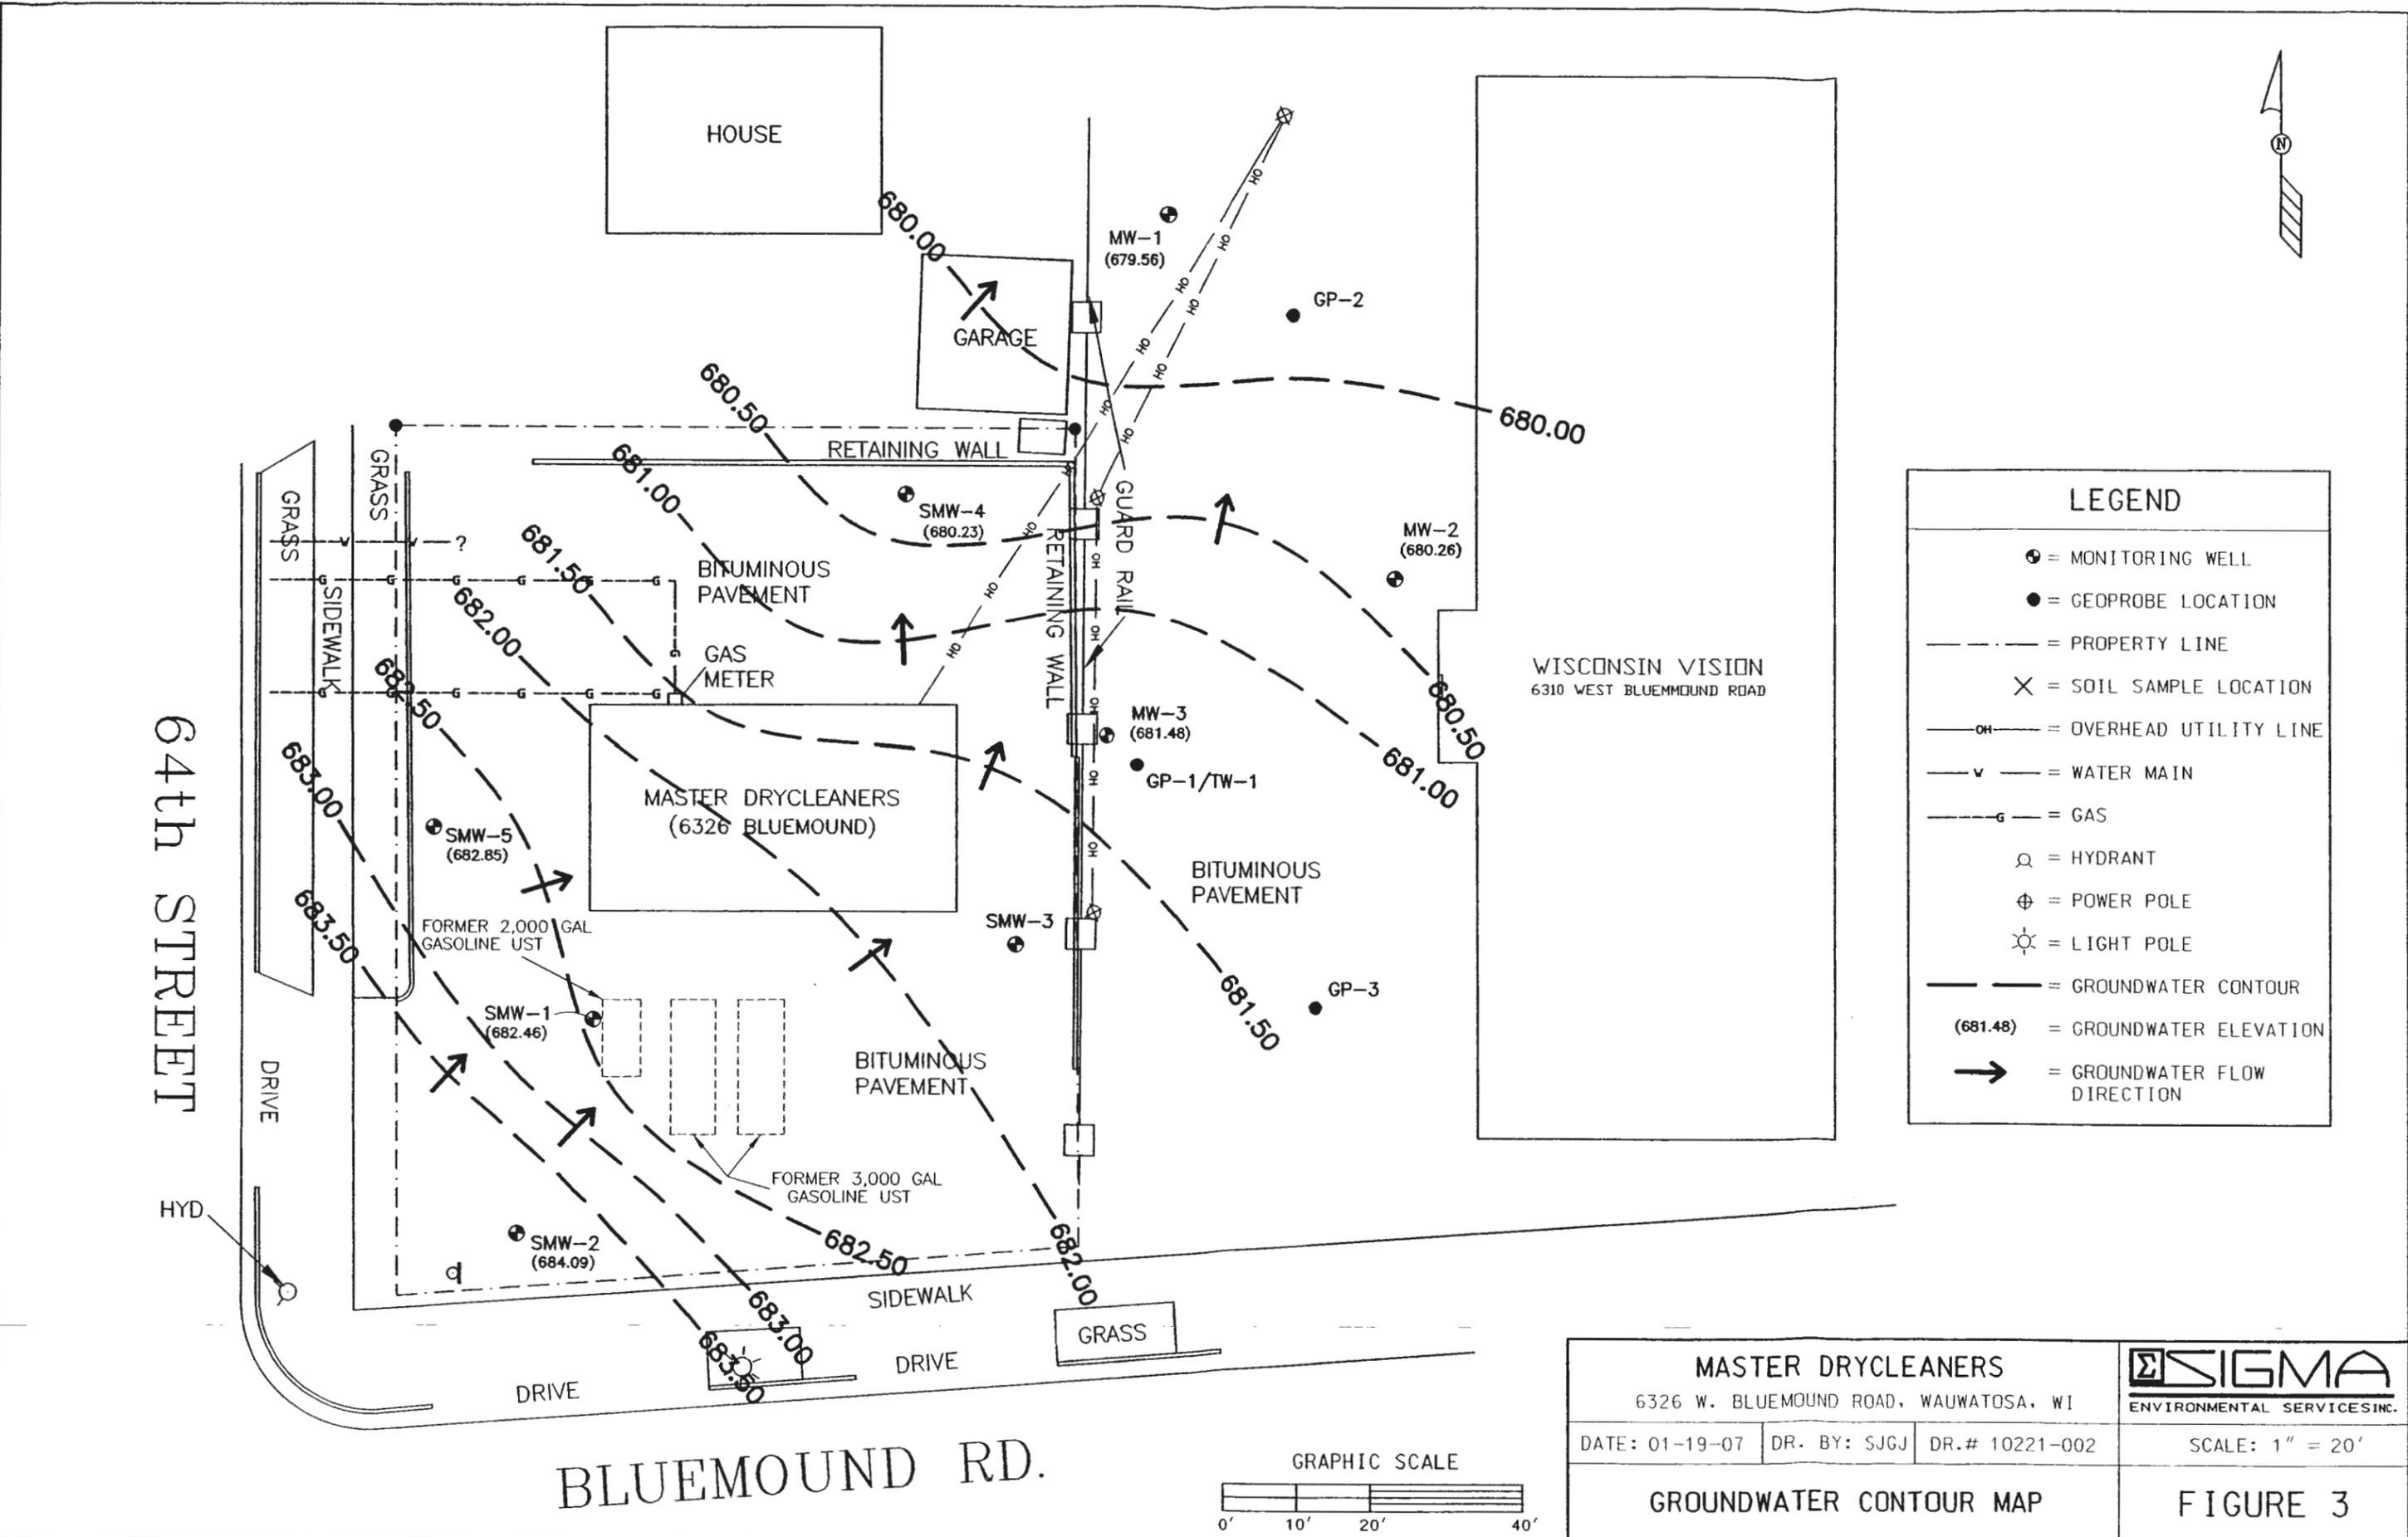 HOUSE
N
680.00
MW-1
(679.56)
GP-2
GARAGE
680.50
680.00
RETAINING WALL
GRASS
GRASS
681.00
SMW-4
(680.23)
GUARD RAIL
RETAINING WALL
MW-2
(680.26)
681.50
?
BITUMINOUS
PAVEMENT
SIDEWALK
682.00
GAS
METER
682.50
MW-3
(681.48)
GP-1/TW-1
WISCONSIN VISION
6310 WEST BLUEMMOUND ROAD
680.50
681.00
683.00
MASTER DRYCLEANERS
(6326 BLUEMOUND)
SMW-5
(682.85)
64th STREET
BITUMINOUS
PAVEMENT
683.50
FORMER 2,000 GAL
GASOLINE UST
SMW-3
GP-3
681.50
SMW-1
(682.46)
DRIVE
BITUMINOUS
PAVEMENT
FORMER 3,000 GAL
GASOLINE UST
HYD
SMW-2
(684.09)
682.50
682.00
SIDEWALK
683.00
683.50
GRASS
DRIVE
DRIVE
BLUEMOUND RD.
LEGEND
= MONITORING WELL
= GEOPROBE LOCATION
= PROPERTY LINE
= SOIL SAMPLE LOCATION
OH = OVERHEAD UTILITY LINE
W = WATER MAIN
G = GAS
= HYDRANT
= POWER POLE
= LIGHT POLE
= GROUNDWATER CONTOUR
(681.48) = GROUNDWATER ELEVATION
= GROUNDWATER FLOW
DIRECTION
GRAPHIC SCALE
0' 10' 20' 40'
MASTER DRYCLEANERS
6326 W. BLUEMOUND ROAD, WAUWATOSA, WI
DATE: 01-19-07 DR. BY: SJGJ DR.# 10221-002
GROUNDWATER CONTOUR MAP
Σ SIGMA
ENVIRONMENTAL SERVICES INC.
SCALE: 1" = 20'
FIGURE 3